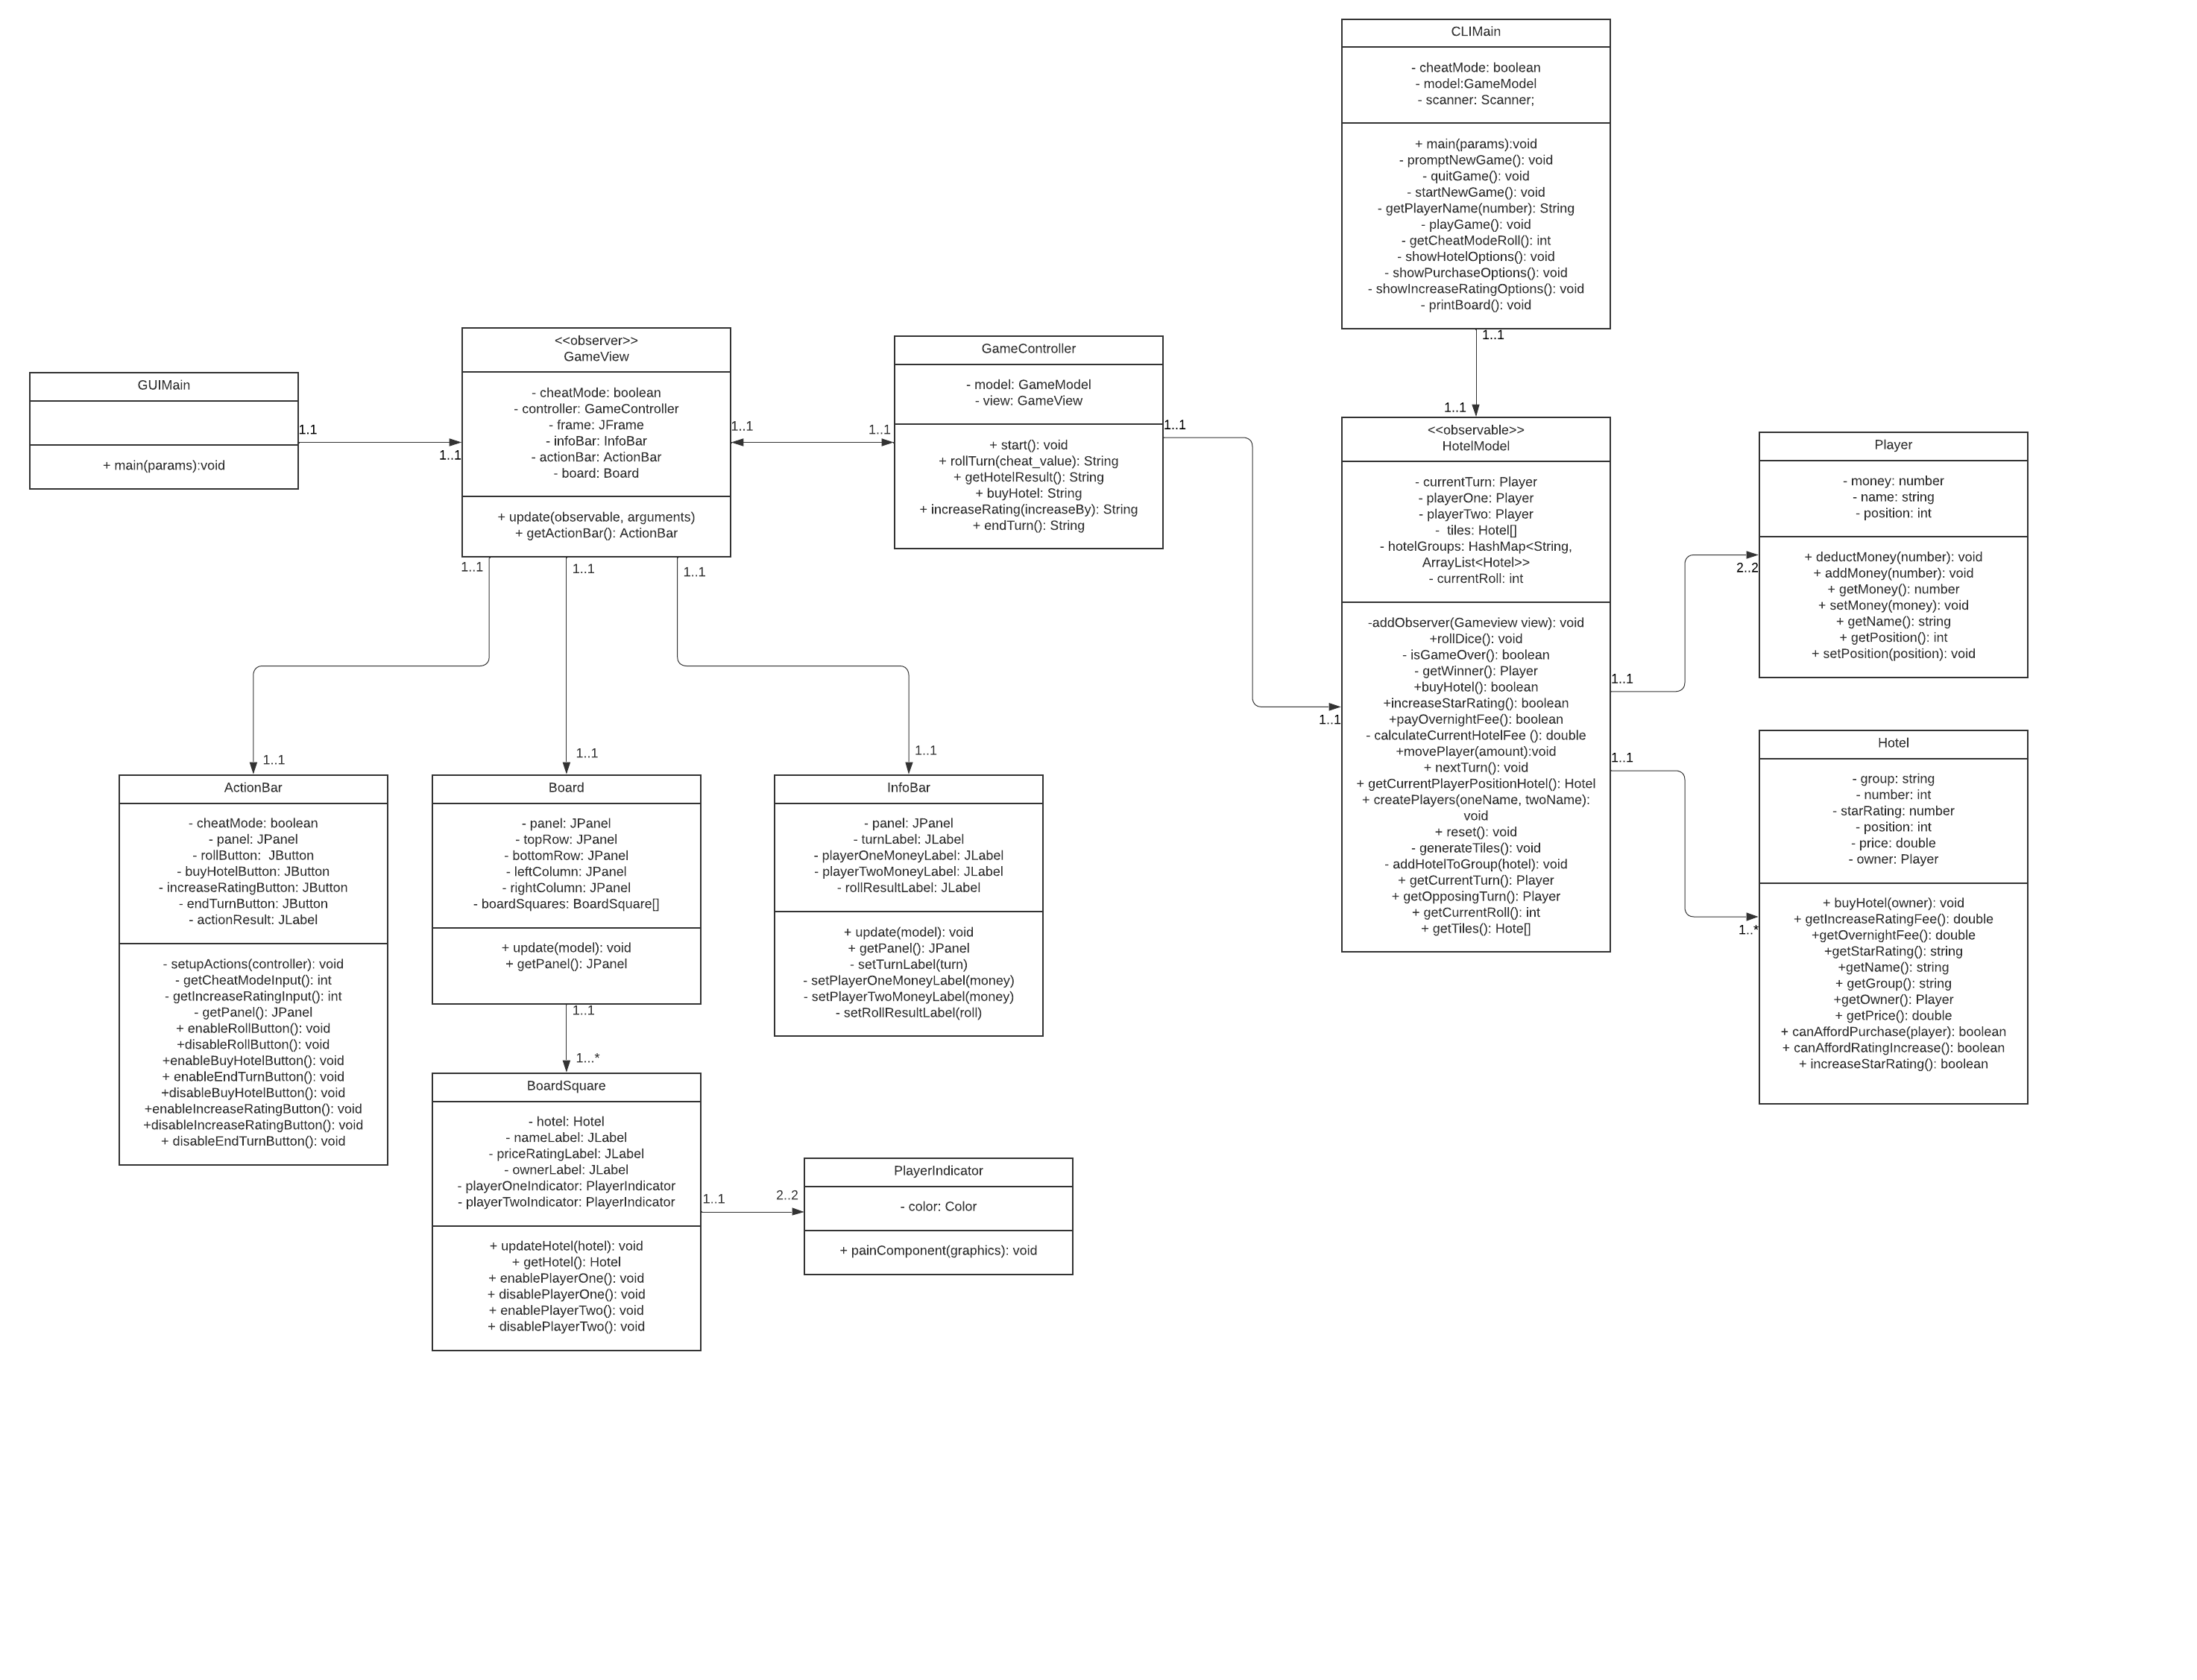 CLIMain
- cheatMode: boolean
- model:GameModel
- scanner: Scanner;
+ main(params):void
- promptNewGame(): void
- quitGame(): void
- startNewGame(): void
- getPlayerName(number): String
- playGame(): void
- getCheatModeRoll(): int
- showHotelOptions(): void
- showPurchaseOptions(): void
- showIncreaseRatingOptions(): void
- printBoard(): void
1..1
1..1
GUIMain
+ main(params):void
1..1
1..1
<<observer>>
GameView
- cheatMode: boolean
- controller: GameController
- frame: JFrame
- infoBar: InfoBar
- actionBar: ActionBar
- board: Board
+ update(observable, arguments)
+ getActionBar(): ActionBar
1..1
1..1
GameController
- model: GameModel
- view: GameView
+ start(): void
+ rollTurn(cheat_value): String
+ getHotelResult(): String
+ buyHotel: String
+ increaseRating(increaseBy): String
+ endTurn(): String
1..1
1..1
<<observable>>
HotelModel
- currentTurn: Player
- playerOne: Player
- playerTwo: Player
-  tiles: Hotel[]
- hotelGroups: HashMap<String,
ArrayList<Hotel>>
- currentRoll: int
-addObserver(Gameview view): void
+rollDice(): void
- isGameOver(): boolean
- getWinner(): Player
+buyHotel(): boolean
+increaseStarRating(): boolean
+payOvernightFee(): boolean
- calculateCurrentHotelFee (): double
+movePlayer(amount):void
+ nextTurn(): void
+ getCurrentPlayerPositionHotel(): Hotel
+ createPlayers(oneName, twoName):
void
+ reset(): void
- generateTiles(): void
- addHotelToGroup(hotel): void
+ getCurrentTurn(): Player
+ getOpposingTurn(): Player
+ getCurrentRoll(): int
+ getTiles(): Hote[]
1..1
2..2
Player
- money: number
- name: string
- position: int
+ deductMoney(number): void
+ addMoney(number): void
+ getMoney(): number
+ setMoney(money): void
+ getName(): string
+ getPosition(): int
+ setPosition(position): void
1..1
1..*
Hotel
- group: string
- number: int
- starRating: number
- position: int
- price: double
- owner: Player
+ buyHotel(owner): void
+ getIncreaseRatingFee(): double
+getOvernightFee(): double
+getStarRating(): string
+getName(): string
+ getGroup(): string
+getOwner(): Player
+ getPrice(): double
+ canAffordPurchase(player): boolean
+ canAffordRatingIncrease(): boolean
+ increaseStarRating(): boolean
1..1
1..1
1..1
1..1
1..1
1..1
ActionBar
- cheatMode: boolean
- panel: JPanel
- rollButton:  JButton
- buyHotelButton: JButton
- increaseRatingButton: JButton
- endTurnButton: JButton
- actionResult: JLabel
- setupActions(controller): void
- getCheatModeInput(): int
- getIncreaseRatingInput(): int
- getPanel(): JPanel
+ enableRollButton(): void
+disableRollButton(): void
+enableBuyHotelButton(): void
+ enableEndTurnButton(): void
+disableBuyHotelButton(): void
+enableIncreaseRatingButton(): void
+disableIncreaseRatingButton(): void
+ disableEndTurnButton(): void
Board
- panel: JPanel
- topRow: JPanel
- bottomRow: JPanel
- leftColumn: JPanel
- rightColumn: JPanel
- boardSquares: BoardSquare[]
+ update(model): void
+ getPanel(): JPanel
InfoBar
- panel: JPanel
- turnLabel: JLabel
- playerOneMoneyLabel: JLabel
- playerTwoMoneyLabel: JLabel
- rollResultLabel: JLabel
+ update(model): void
+ getPanel(): JPanel
- setTurnLabel(turn)
- setPlayerOneMoneyLabel(money)
- setPlayerTwoMoneyLabel(money)
- setRollResultLabel(roll)
1..1
1...*
BoardSquare
- hotel: Hotel
- nameLabel: JLabel
- priceRatingLabel: JLabel
- ownerLabel: JLabel
- playerOneIndicator: PlayerIndicator
- playerTwoIndicator: PlayerIndicator
+ updateHotel(hotel): void
+ getHotel(): Hotel
+ enablePlayerOne(): void
+ disablePlayerOne(): void
+ enablePlayerTwo(): void
+ disablePlayerTwo(): void
1..1
2..2
PlayerIndicator
- color: Color
+ painComponent(graphics): void